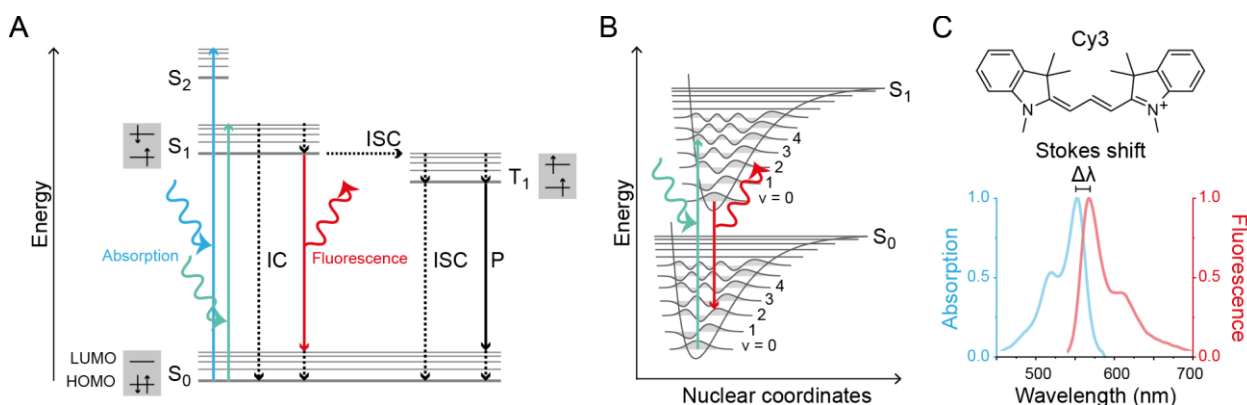 A
Energy
S2
S1
ISC
T1
Absorption
IC
Fluorescence
ISC
P
LUMO
HOMO
S0
B
Energy
S1
4
3
2
1
v = 0
S0
4
3
2
1
v = 0
Nuclear coordinates
C
Cy3
N
N+
Stokes shift
Δλ
1.0
1.0
Absorption
0.5
0.5
Fluorescence
0.0
0.0
500
550
600
650
700
Wavelength (nm)